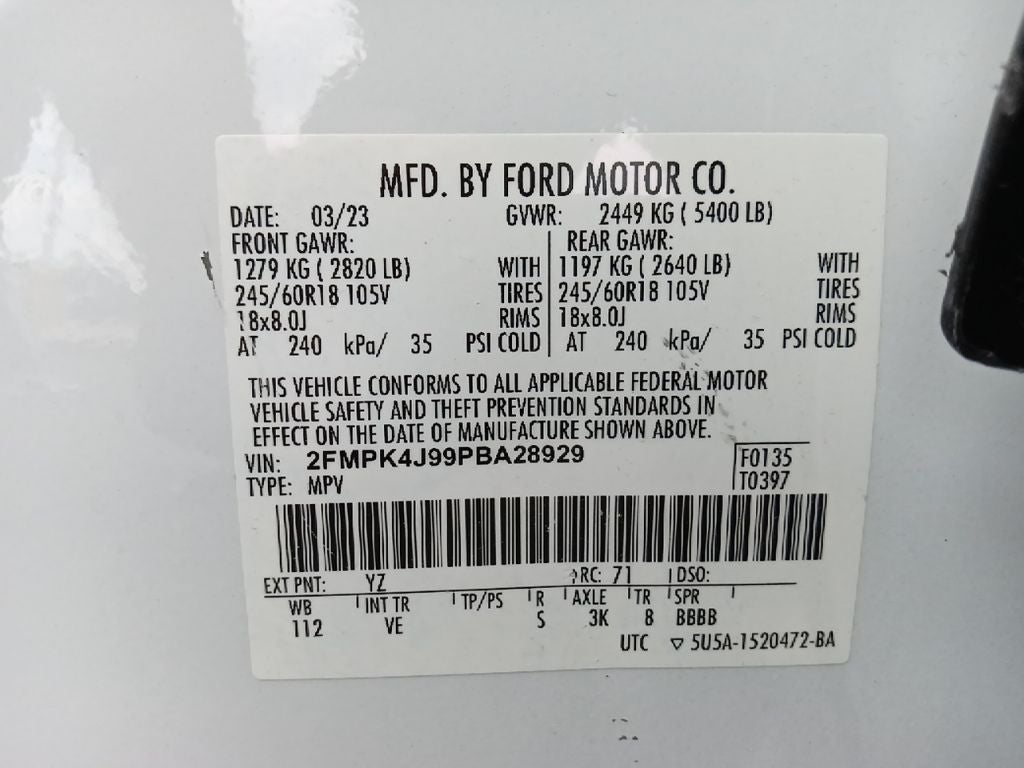 MFD. BY FORD MOTOR CO.
DATE: 03/23 GVWR: 2449 KG ( 5400 LB)
FRONT GAWR: REAR GAWR:
1279 KG ( 2820 LB) WITH 1197 KG ( 2640 LB) WITH
245/60R18 105V TIRES 245/60R18 105V TIRES
18x8.0J RIMS 18x8.0J RIMS
AT 240 kPa/ 35 PSI COLD AT 240 kPa/ 35 PSI COLD
THIS VEHICLE CONFORMS TO ALL APPLICABLE FEDERAL MOTOR
VEHICLE SAFETY AND THEFT PREVENTION STANDARDS IN
EFFECT ON THE DATE OF MANUFACTURE SHOWN ABOVE.
VIN: 2FMPK4J99PBA28929 F0135
TYPE: MPV T0397
EXT PNT: YZ RC: 71 DSO:
WB INT TR TP/PS R AXLE TR SPR
112 VE S 3K 8 BBBB
UTC ▽ 5U5A-1520472-BA